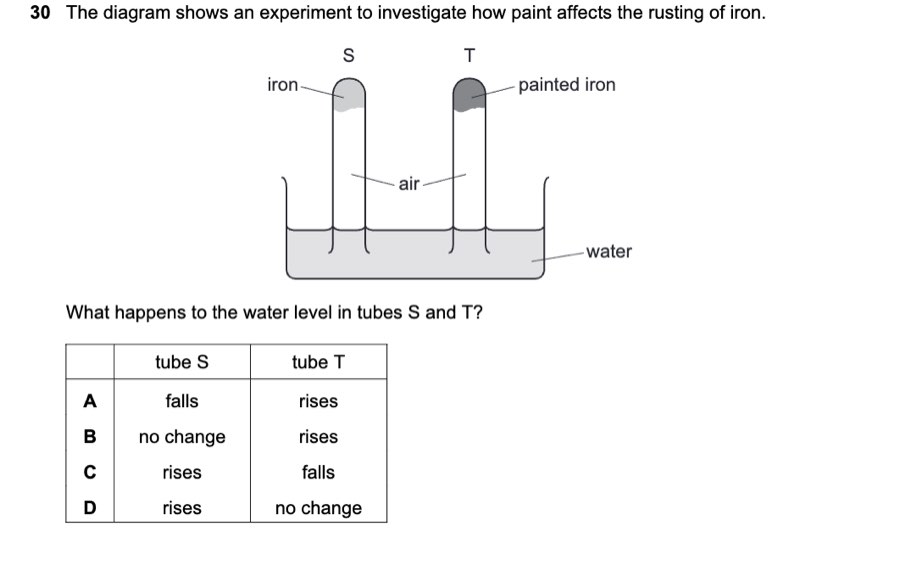 30 The diagram shows an experiment to investigate how paint affects the rusting of iron.
S T
iron painted iron
air
water
What happens to the water level in tubes S and T?
tube S tube T
A falls rises
B no change rises
C rises falls
D rises no change